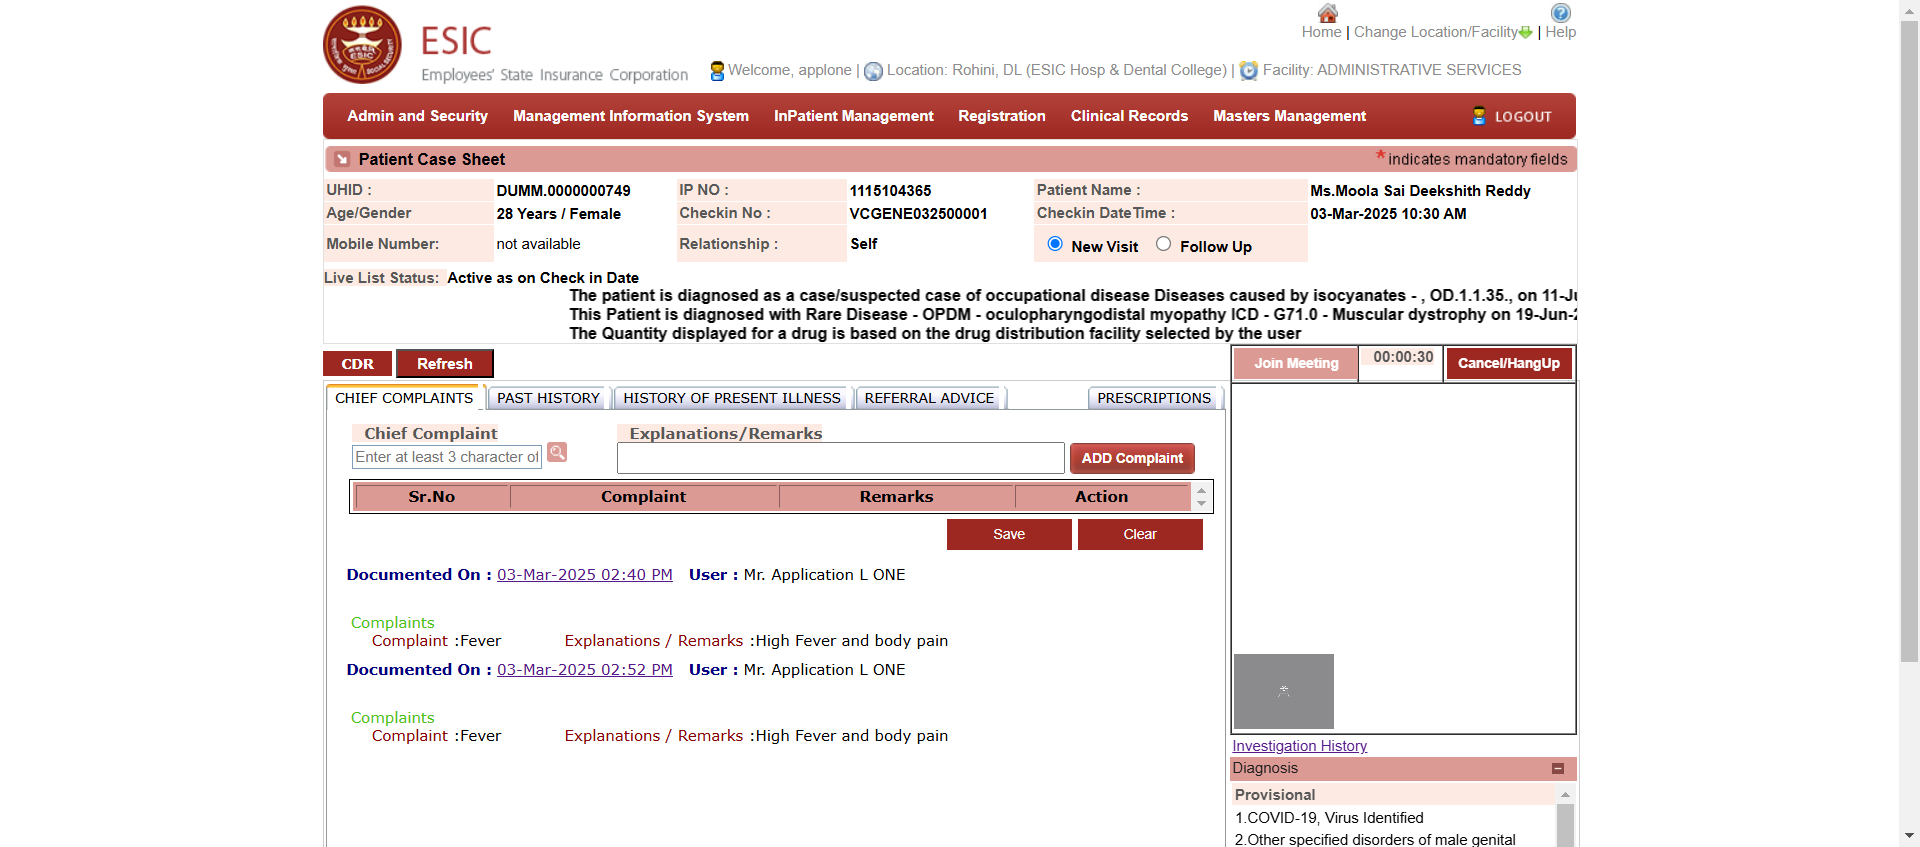 Home | Change Location/Facility | Help
ESIC
Employees' State Insurance Corporation
Welcome, applone | Location: Rohini, DL (ESIC Hosp & Dental College) | Facility: ADMINISTRATIVE SERVICES
Admin and Security Management Information System InPatient Management Registration Clinical Records Masters Management LOGOUT
Patient Case Sheet * indicates mandatory fields
UHID : DUMM.0000000749 IP NO : 1115104365 Patient Name : Ms.Moola Sai Deekshith Reddy
Age/Gender 28 Years / Female Checkin No : VCGENE032500001 Checkin DateTime : 03-Mar-2025 10:30 AM
Mobile Number: not available Relationship : Self New Visit Follow Up
Live List Status: Active as on Check in Date
The patient is diagnosed as a case/suspected case of occupational disease Diseases caused by isocyanates - , OD.1.1.35., on 11-Ju
This Patient is diagnosed with Rare Disease - OPDM - oculopharyngodistal myopathy ICD - G71.0 - Muscular dystrophy on 19-Jun-2
The Quantity displayed for a drug is based on the drug distribution facility selected by the user
CDR Refresh Join Meeting 00:00:30 Cancel/HangUp
CHIEF COMPLAINTS PAST HISTORY HISTORY OF PRESENT ILLNESS REFERRAL ADVICE PRESCRIPTIONS
Chief Complaint Explanations/Remarks
Enter at least 3 character of ADD Complaint
Sr.No Complaint Remarks Action
Save Clear
Documented On : 03-Mar-2025 02:40 PM User : Mr. Application L ONE
Complaints
Complaint :Fever Explanations / Remarks :High Fever and body pain
Documented On : 03-Mar-2025 02:52 PM User : Mr. Application L ONE
Complaints
Complaint :Fever Explanations / Remarks :High Fever and body pain
Investigation History
Diagnosis
Provisional
1.COVID-19, Virus Identified
2.Other specified disorders of male genital